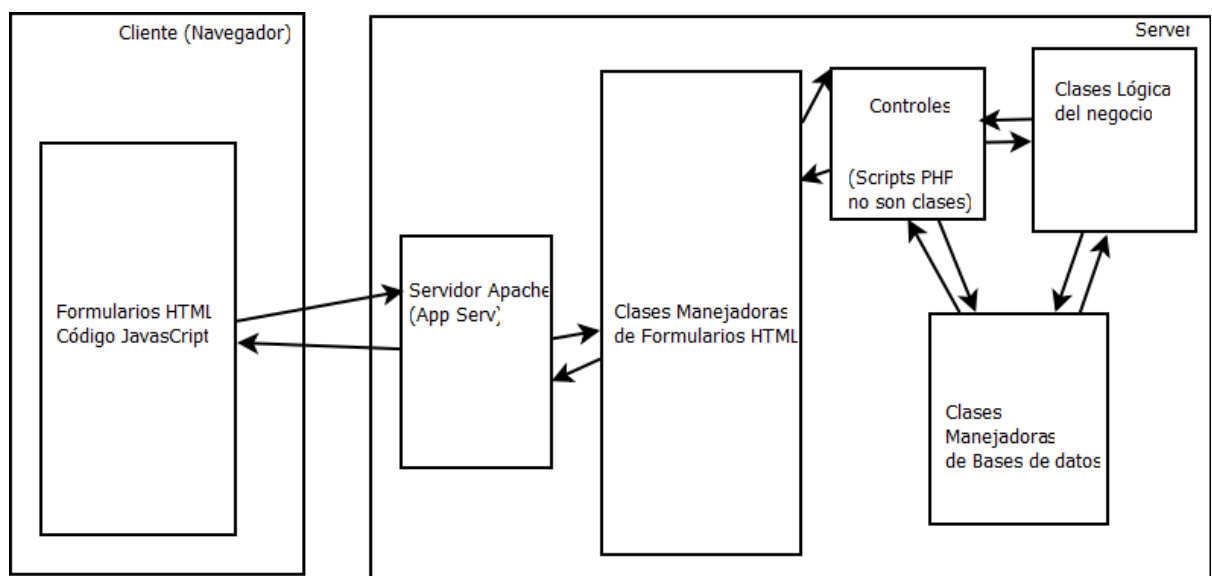 Cliente (Navegador)
Formularios HTML
Código JavasCript
Server
Servidor Apache
(App Serv)
Clases Manejadoras
de Formularios HTML
Controles
(Scripts PHP
no son clases)
Clases Lógica
del negocio
Clases
Manejadoras
de Bases de datos